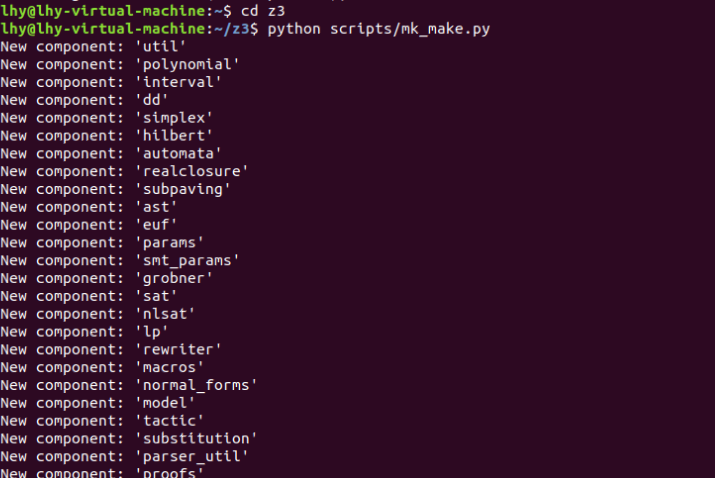 lhy@lhy-virtual-machine:~$ cd z3
lhy@lhy-virtual-machine:~/z3$ python scripts/mk_make.py
New component: 'util'
New component: 'polynomial'
New component: 'interval'
New component: 'dd'
New component: 'simplex'
New component: 'hilbert'
New component: 'automata'
New component: 'realclosure'
New component: 'subpaving'
New component: 'ast'
New component: 'euf'
New component: 'params'
New component: 'smt_params'
New component: 'grobner'
New component: 'sat'
New component: 'nlsat'
New component: 'lp'
New component: 'rewriter'
New component: 'macros'
New component: 'normal_forms'
New component: 'model'
New component: 'tactic'
New component: 'substitution'
New component: 'parser_util'
New component: 'proofs'